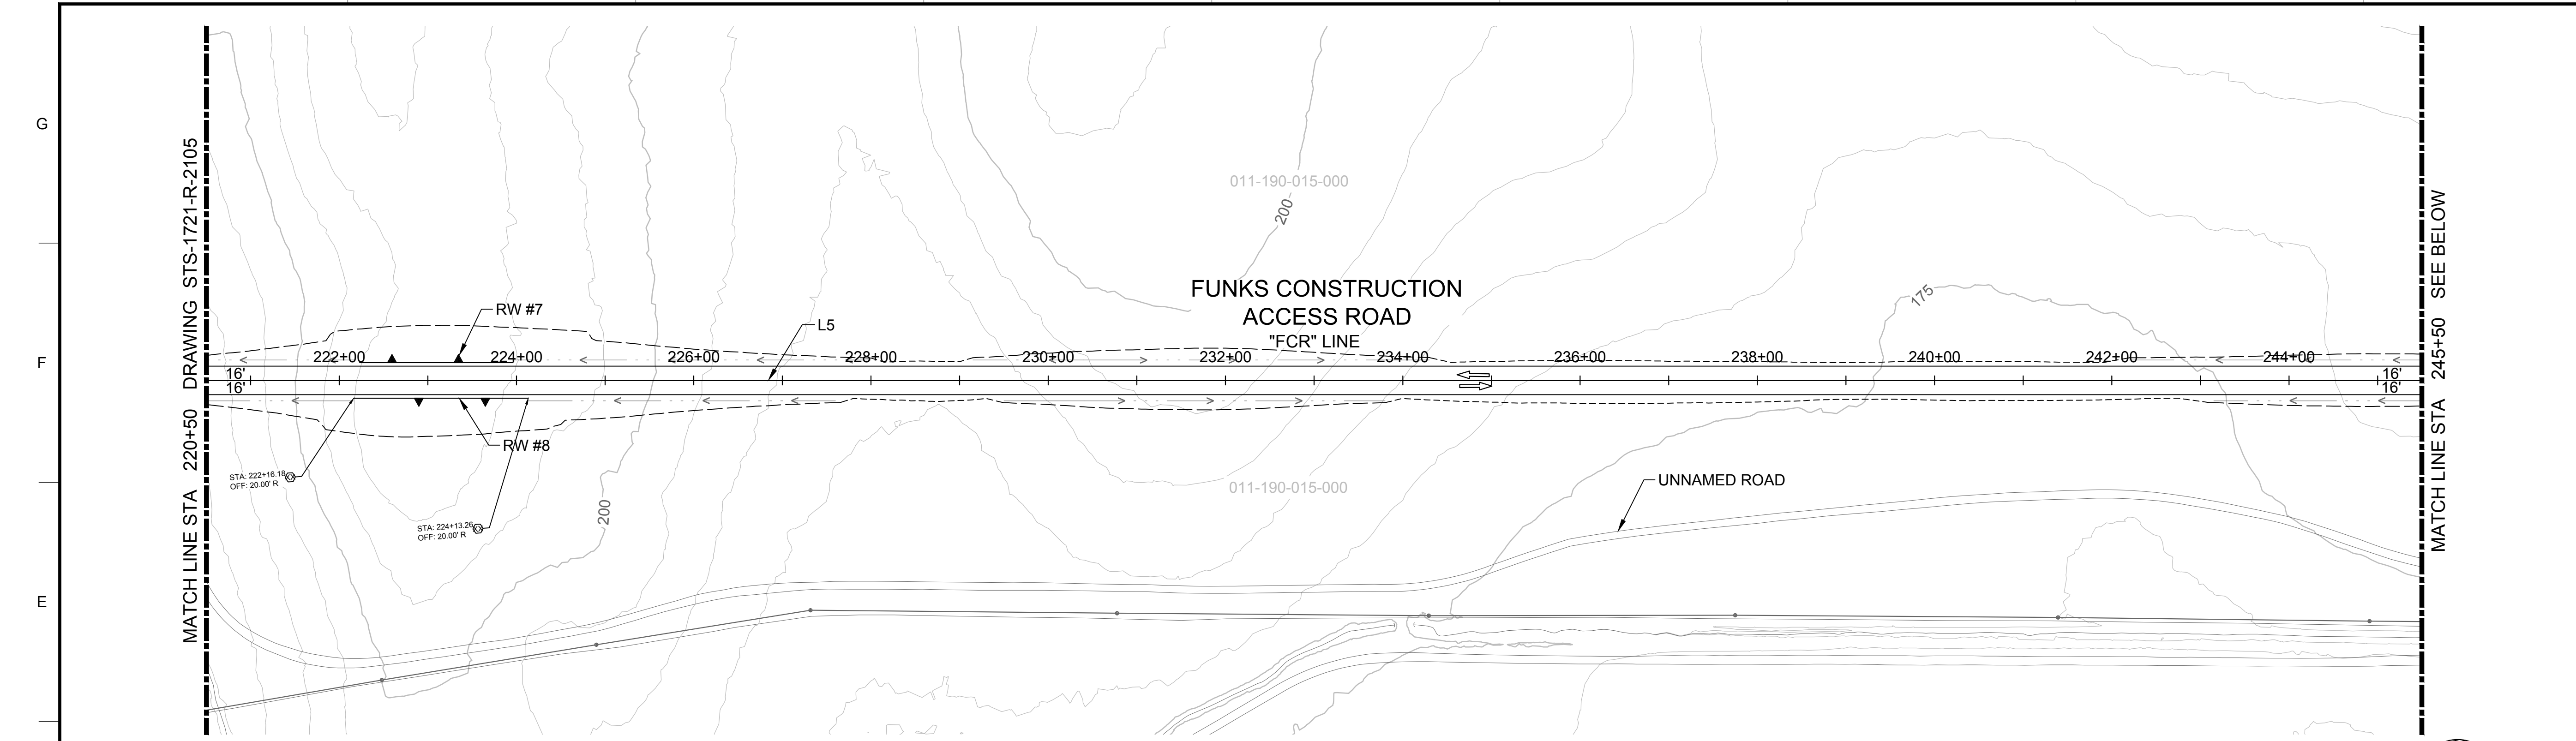 G
F
E
MATCH LINE STA 220+50 DRAWING STS-1721-R-2105
011-190-015-000
200
FUNKS CONSTRUCTION
ACCESS ROAD
"FCR" LINE
175
RW #7
L5
222+00 224+00 226+00 228+00 230+00 232+00 234+00 236+00 238+00 240+00 242+00 244+00
16' 16'
16' 16'
RW #8
STA: 222+16.18
OFF: 20.00' R
STA: 224+13.26
OFF: 20.00' R
200
011-190-015-000
UNNAMED ROAD
MATCH LINE STA 245+50 SEE BELOW